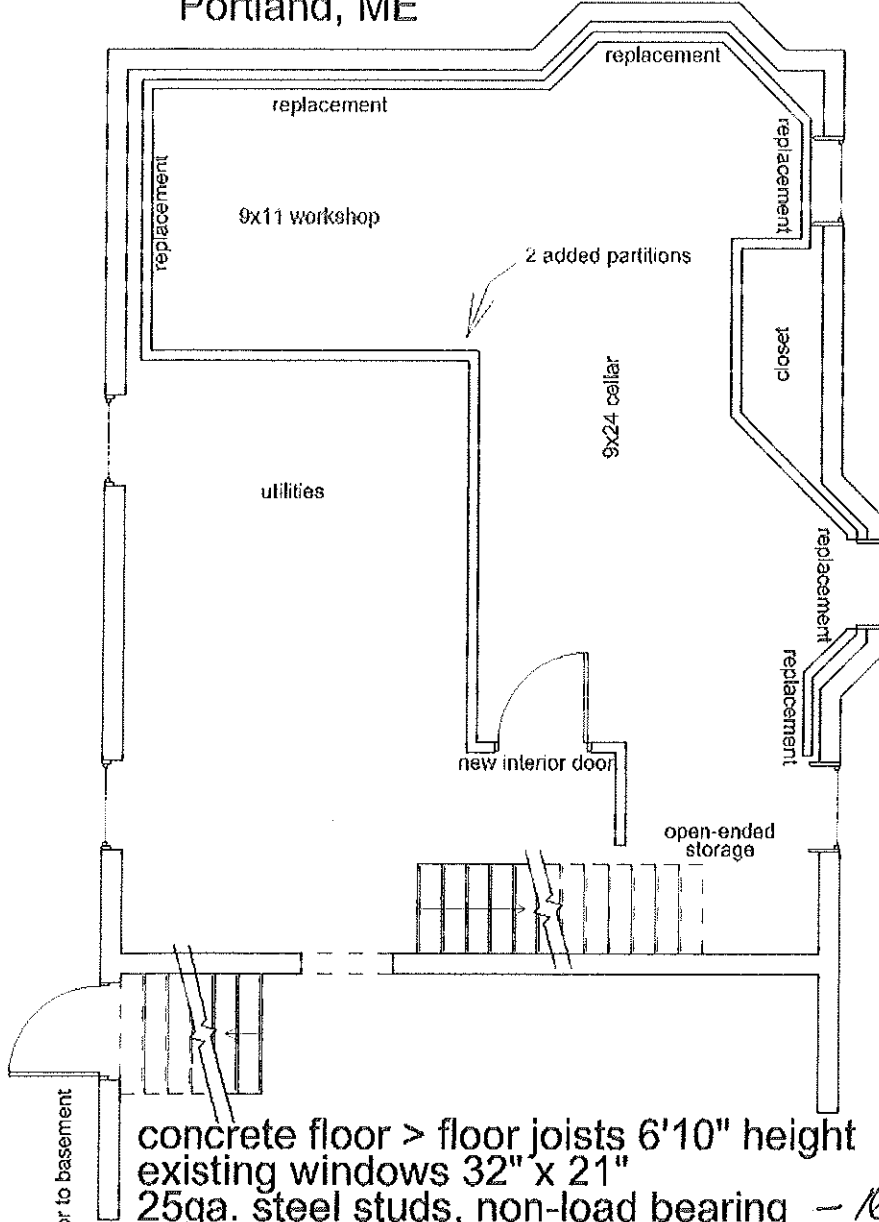 Portland, ME
replacement
replacement
replacement
replacement
9x11 workshop
2 added partitions
closet
9x24 cellar
utilities
replacement
replacement
new interior door
open-ended
storage
to basement
concrete floor > floor joists 6'10" height
existing windows 32" x 21"
25ga. steel studs, non-load bearing